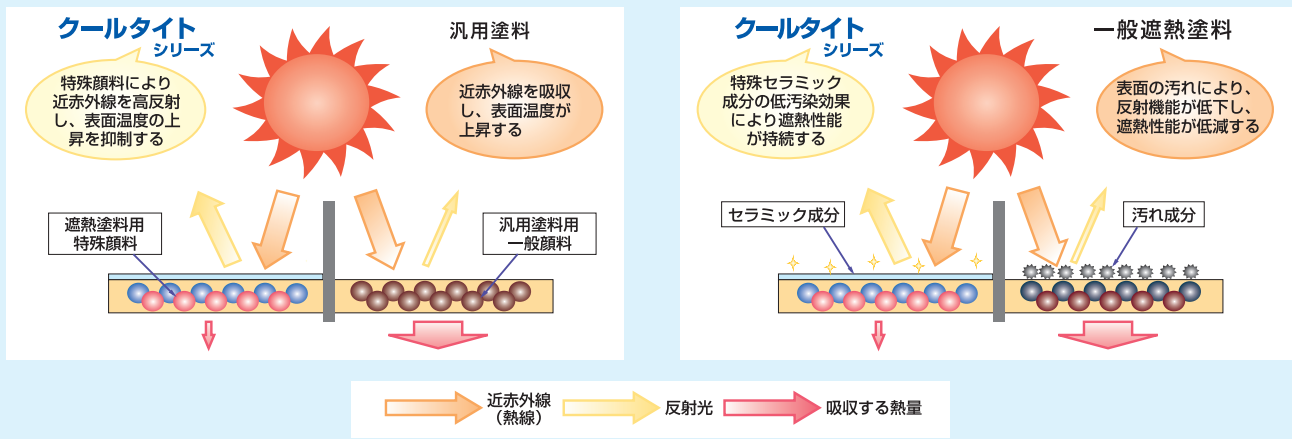 クールタイト
シリーズ
汎用塗料
特殊顔料により
近赤外線を高反射
し、表面温度の上
昇を抑制する
近赤外線を吸収
し、表面温度が
上昇する
遮熱塗料用
特殊顔料
汎用塗料用
一般顔料
クールタイト
シリーズ
一般遮熱塗料
特殊セラミック
成分の低汚染効果
により遮熱性能
が持続する
表面の汚れにより、
反射機能が低下し、
遮熱性能が低減する
セラミック成分
汚れ成分
近赤外線
（熱線）
反射光
吸収する熱量